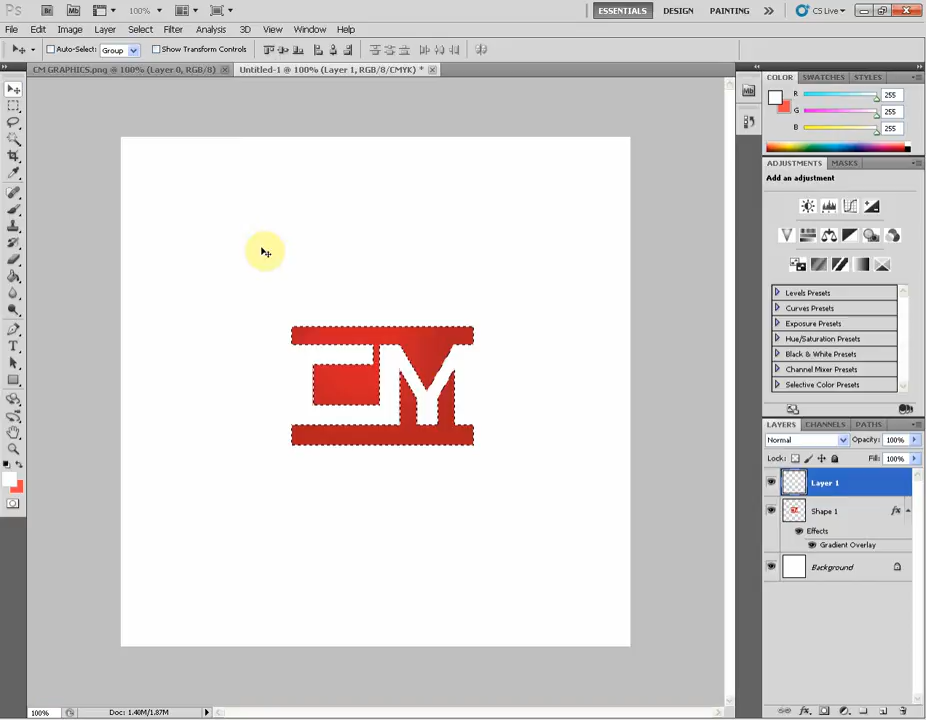 Ps
Br
Mb
100%
ESSENTIALS
DESIGN
PAINTING
CS Live
File
Edit
Image
Layer
Select
Filter
Analysis
3D
View
Window
Help
Auto-Select:
Group
Show Transform Controls
CM GRAPHICS.png @ 100% (Layer 0, RGB/8)
Untitled-1 @ 100% (Layer 1, RGB/8/CMYK) *
COLOR
SWATCHES
STYLES
Mb
R
255
G
255
B
255
ADJUSTMENTS
MASKS
Add an adjustment
CM
Levels Presets
Curves Presets
Exposure Presets
Hue/Saturation Presets
Black & White Presets
Channel Mixer Presets
Selective Color Presets
LAYERS
CHANNELS
PATHS
Normal
Opacity:
100%
Lock:
Fill:
100%
Layer 1
Shape 1
fx
Effects
Gradient Overlay
Background
100%
Doc: 1.40M/1.87M